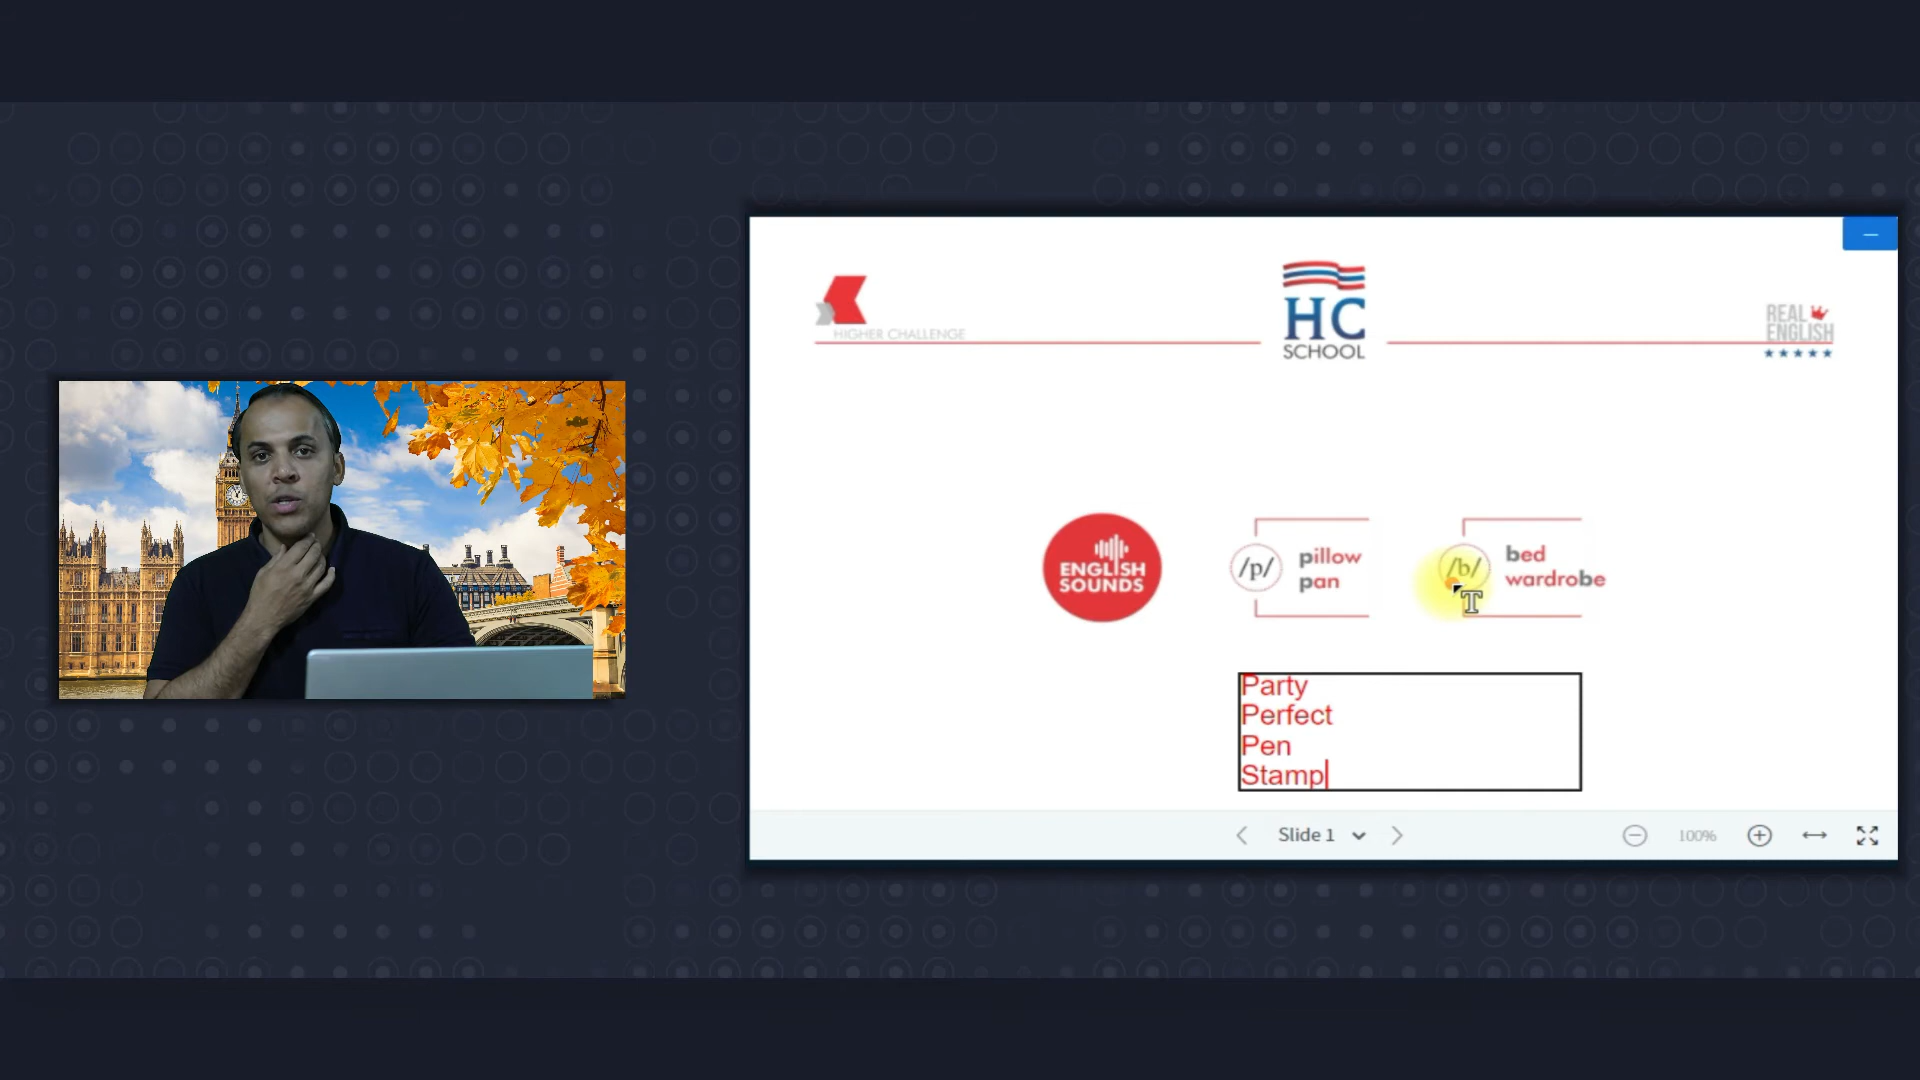 HIGHER CHALLENGE
HC
SCHOOL
REAL
ENGLISH
ENGLISH
SOUNDS
/p/
pillow
pan
/b/
bed
wardrobe
Party
Perfect
Pen
Stamp
Slide 1
100%